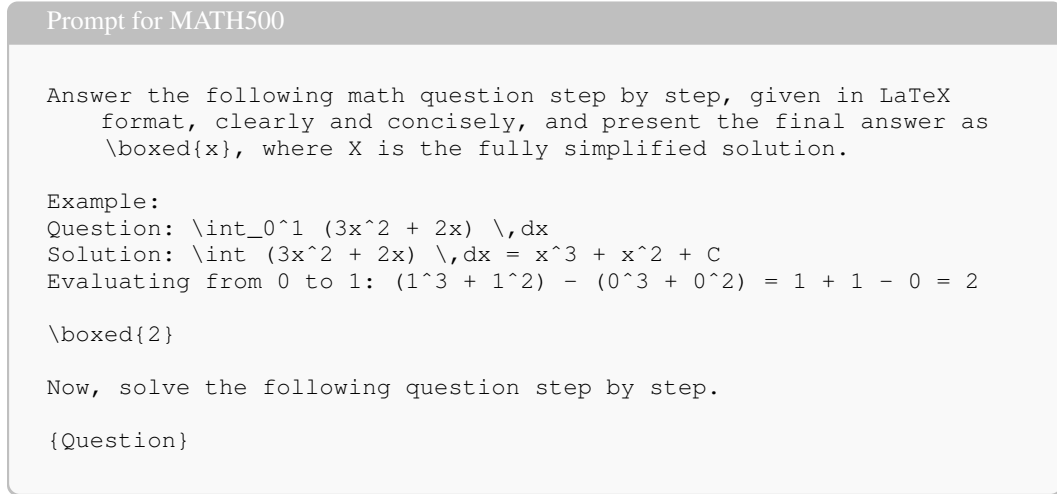 Prompt for MATH500
Answer the following math question step by step, given in LaTeX
format, clearly and concisely, and present the final answer as
\boxed{x}, where X is the fully simplified solution.
Example:
Question: \int_0^1 (3x^2 + 2x) \,dx
Solution: \int (3x^2 + 2x) \,dx = x^3 + x^2 + C
Evaluating from 0 to 1: (1^3 + 1^2) - (0^3 + 0^2) = 1 + 1 - 0 = 2
\boxed{2}
Now, solve the following question step by step.
{Question}